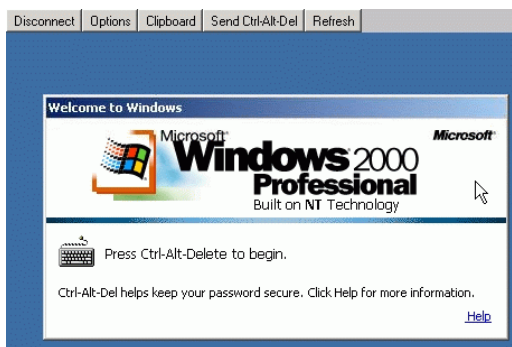 Disconnect Options Clipboard Send Ctrl-Alt-Del Refresh
Welcome to Windows
Microsoft
Microsoft
Windows 2000
Professional
Built on NT Technology
Press Ctrl-Alt-Delete to begin.
Ctrl-Alt-Del helps keep your password secure. Click Help for more information.
Help